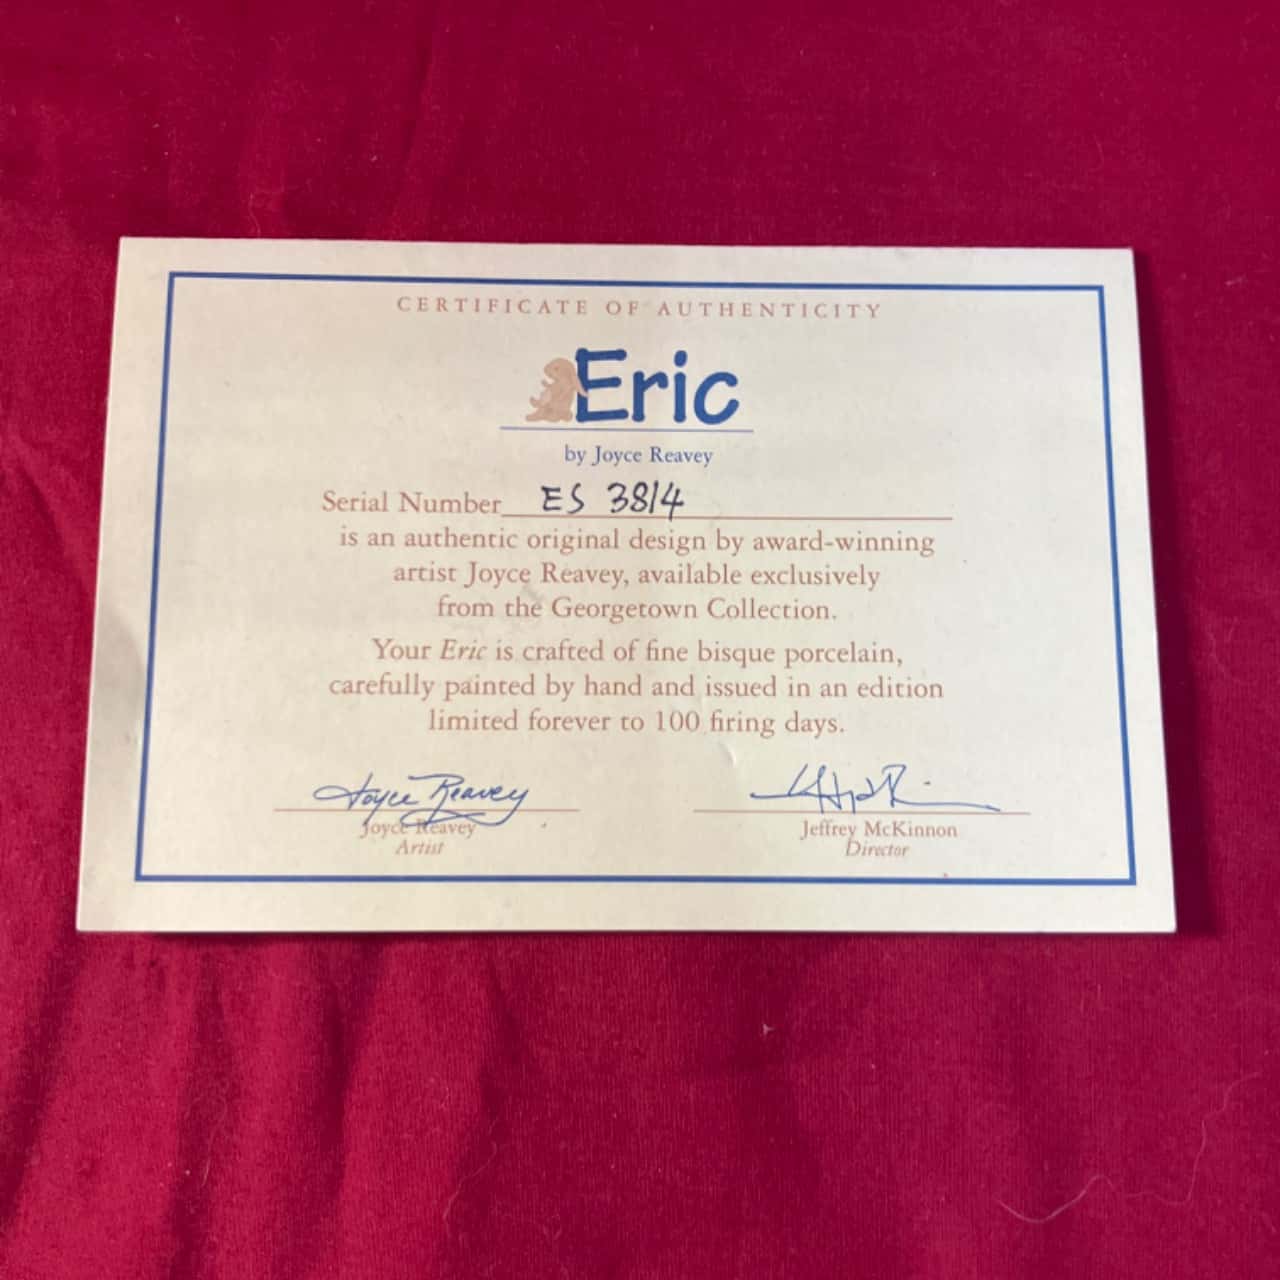 CERTIFICATE OF AUTHENTICITY
Eric
by Joyce Reavey
Serial Number ES 3814
is an authentic original design by award-winning
artist Joyce Reavey, available exclusively
from the Georgetown Collection.
Your Eric is crafted of fine bisque porcelain,
carefully painted by hand and issued in an edition
limited forever to 100 firing days.
Joyce Reavey
Joyce Reavey
Artist
Jeffrey McKinnon
Director